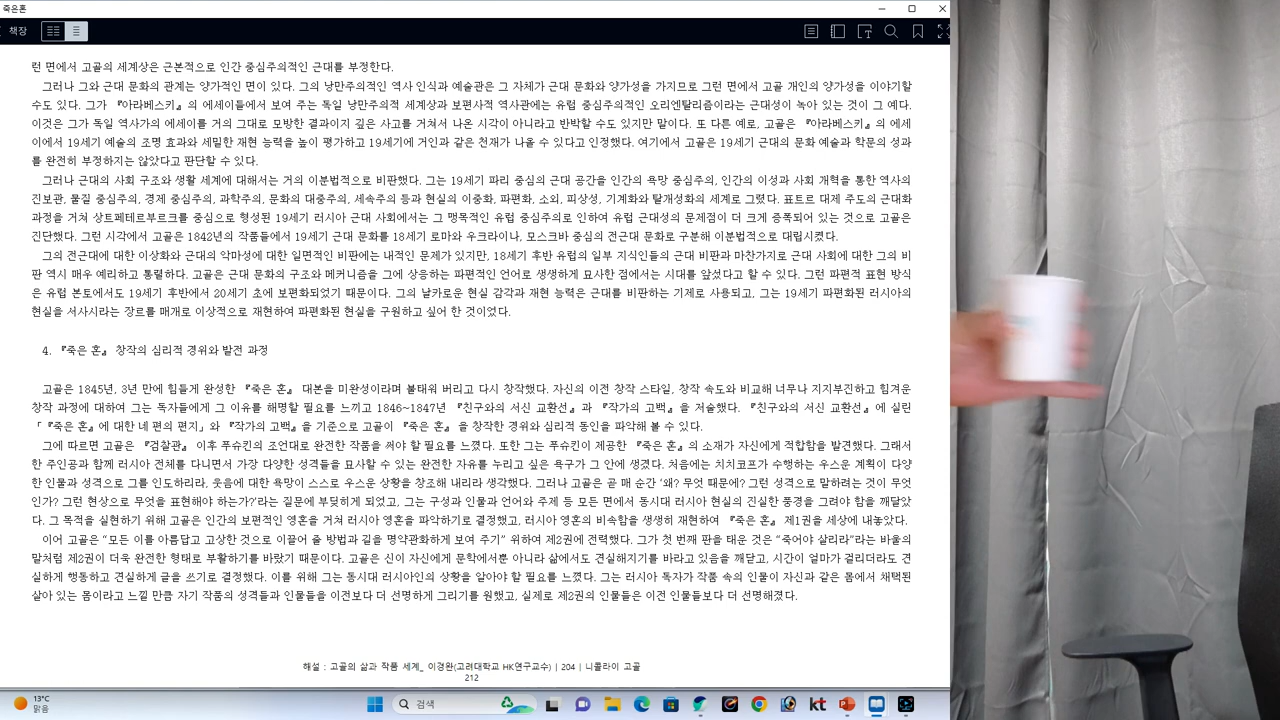 죽은혼
책장
런 면에서 고골의 세계상은 근본적으로 인간 중심주의적인 근대를 부정한다.
그러나 그와 근대 문화의 관계는 양가적인 면이 있다. 그의 낭만주의적인 역사 인식과 예술관은 그 자체가 근대 문화와 양가성을 가지므로 그런 면에서 고골 개인의 양가성을 이야기할
수도 있다. 그가 『아라베스키』의 에세이들에서 보여 주는 독일 낭만주의적 세계상과 보편사적 역사관에는 유럽 중심주의적인 오리엔탈리즘이라는 근대성이 녹아 있는 것이 그 예다.
이것은 그가 독일 역사가의 에세이를 거의 그대로 모방한 결과이지 깊은 사고를 거쳐서 나온 시각이 아니라고 반박할 수도 있지만 말이다. 또 다른 예로, 고골은 『아라베스키』의 에세
이에서 19세기 예술의 조명 효과와 세밀한 재현 능력을 높이 평가하고 19세기에 거인과 같은 천재가 나올 수 있다고 인정했다. 여기에서 고골은 19세기 근대의 문화 예술과 학문의 성과
를 완전히 부정하지는 않았다고 판단할 수 있다.
그러나 근대의 사회 구조와 생활 세계에 대해서는 거의 이분법적으로 비판했다. 그는 19세기 파리 중심의 근대 공간을 인간의 욕망 중심주의, 인간의 이성과 사회 개혁을 통한 역사의
진보관, 물질 중심주의, 경제 중심주의, 과학주의, 문화의 대중주의, 세속주의 등과 현실의 이중화, 파편화, 소외, 피상성, 기계화와 탈개성화의 세계로 그렸다. 표트르 대제 주도의 근대화
과정을 거쳐 상트페테르부르크를 중심으로 형성된 19세기 러시아 근대 사회에서는 그 맹목적인 유럽 중심주의로 인하여 유럽 근대성의 문제점이 더 크게 증폭되어 있는 것으로 고골은
진단했다. 그런 시각에서 고골은 1842년의 작품들에서 19세기 근대 문화를 18세기 로마와 우크라이나, 모스크바 중심의 전근대 문화로 구분해 이분법적으로 대립시켰다.
그의 전근대에 대한 이상화와 근대의 악마성에 대한 일면적인 비판에는 내적인 문제가 있지만, 18세기 후반 유럽의 일부 지식인들의 근대 비판과 마찬가지로 근대 사회에 대한 그의 비
판 역시 매우 예리하고 통렬하다. 고골은 근대 문화의 구조와 메커니즘을 그에 상응하는 파편적인 언어로 생생하게 묘사한 점에서는 시대를 앞섰다고 할 수 있다. 그런 파편적 표현 방식
은 유럽 본토에서도 19세기 후반에서 20세기 초에 보편화되었기 때문이다. 그의 날카로운 현실 감각과 재현 능력은 근대를 비판하는 기제로 사용되고, 그는 19세기 파편화된 러시아의
현실을 서사시라는 장르를 매개로 이상적으로 재현하여 파편화된 현실을 구원하고 싶어 한 것이었다.
4. 『죽은 혼』 창작의 심리적 경위와 발전 과정
고골은 1845년, 3년 만에 힘들게 완성한 『죽은 혼』 대본을 미완성이라며 불태워 버리고 다시 창작했다. 자신의 이전 창작 스타일, 창작 속도와 비교해 너무나 지지부진하고 힘겨운
창작 과정에 대하여 그는 독자들에게 그 이유를 해명할 필요를 느끼고 1846~1847년 『친구와의 서신 교환선』과 『작가의 고백』을 저술했다. 『친구와의 서신 교환선』에 실린
「『죽은 혼』에 대한 네 편의 편지」와 『작가의 고백』을 기준으로 고골이 『죽은 혼』을 창작한 경위와 심리적 동인을 파악해 볼 수 있다.
그에 따르면 고골은 『검찰관』 이후 푸슈킨의 조언대로 완전한 작품을 써야 할 필요를 느꼈다. 또한 그는 푸슈킨이 제공한 『죽은 혼』의 소재가 자신에게 적합함을 발견했다. 그래서
한 주인공과 함께 러시아 전체를 다니면서 가장 다양한 성격들을 묘사할 수 있는 완전한 자유를 누리고 싶은 욕구가 그 안에 생겼다. 처음에는 치치코프가 수행하는 우스운 계획이 다양
한 인물과 성격으로 그를 인도하리라, 웃음에 대한 욕망이 스스로 우스운 상황을 창조해 내리라 생각했다. 그러나 고골은 곧 매 순간 ‘왜? 무엇 때문에? 그런 성격으로 말하려는 것이 무엇
인가? 그런 현상으로 무엇을 표현해야 하는가?’라는 질문에 부딪히게 되었고, 그는 구성과 인물과 언어와 주제 등 모든 면에서 동시대 러시아 현실의 진실한 풍경을 그려야 함을 깨달았
다. 그 목적을 실현하기 위해 고골은 인간의 보편적인 영혼을 거쳐 러시아 영혼을 파악하기로 결정했고, 러시아 영혼의 비속함을 생생히 재현하여 『죽은 혼』 제1권을 세상에 내놓았다.
이어 고골은 “모든 이를 아름답고 고상한 것으로 이끌어 줄 방법과 길을 명약관화하게 보여 주기” 위하여 제2권에 전력했다. 그가 첫 번째 판을 태운 것은 “죽어야 살리라”라는 바울의
말처럼 제2권이 더욱 완전한 형태로 부활하기를 바랐기 때문이다. 고골은 신이 자신에게 문학에서뿐 아니라 삶에서도 견실해지기를 바라고 있음을 깨닫고, 시간이 얼마가 걸리더라도 견
실하게 행동하고 견실하게 글을 쓰기로 결정했다. 이를 위해 그는 동시대 러시아인의 상황을 알아야 할 필요를 느꼈다. 그는 러시아 독자가 작품 속의 인물이 자신과 같은 몸에서 채택된
살아 있는 몸이라고 느낄 만큼 자기 작품의 성격들과 인물들을 이전보다 더 선명하게 그리기를 원했고, 실제로 제2권의 인물들은 이전 인물들보다 더 선명해졌다.
해설 : 고골의 삶과 작품 세계_ 이경완(고려대학교 HK연구교수) | 204 | 니콜라이 고골
212
13°C
맑음
검색
kt